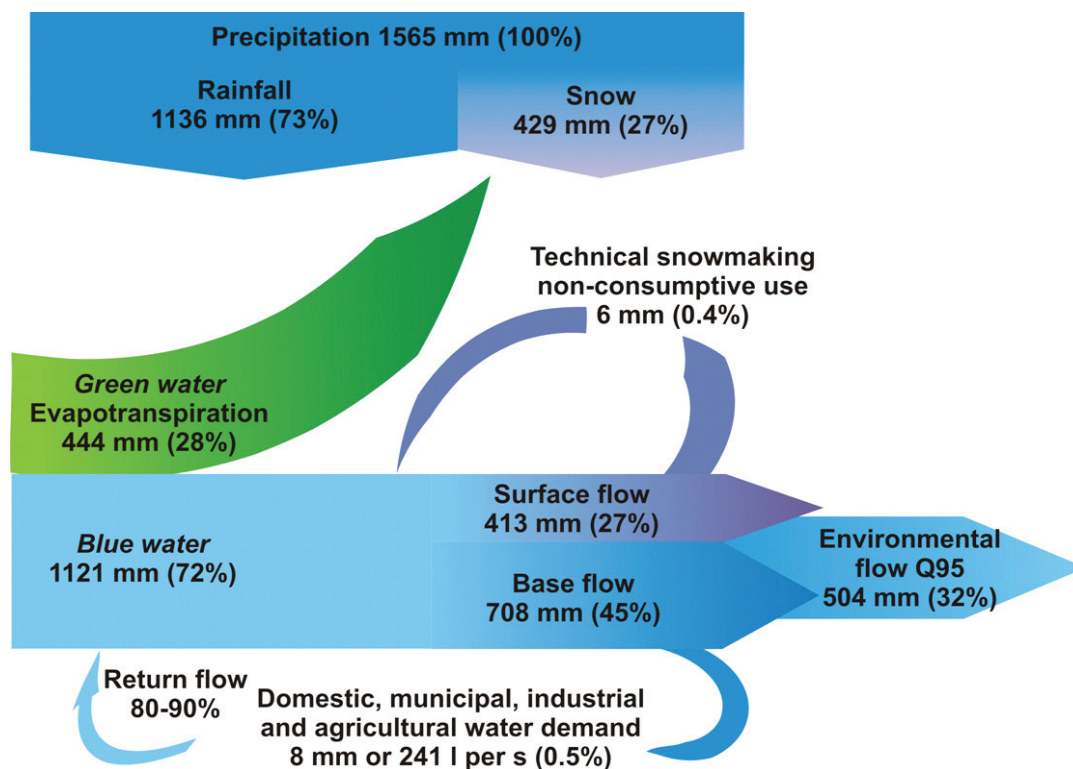 Precipitation 1565 mm (100%)
Rainfall
1136 mm (73%)
Snow
429 mm (27%)
Technical snowmaking
non-consumptive use
6 mm (0.4%)
Green water
Evapotranspiration
444 mm (28%)
Surface flow
413 mm (27%)
Blue water
1121 mm (72%)
Base flow
708 mm (45%)
Environmental
flow Q95
504 mm (32%)
Return flow
80-90%
Domestic, municipal, industrial
and agricultural water demand
8 mm or 241 l per s (0.5%)